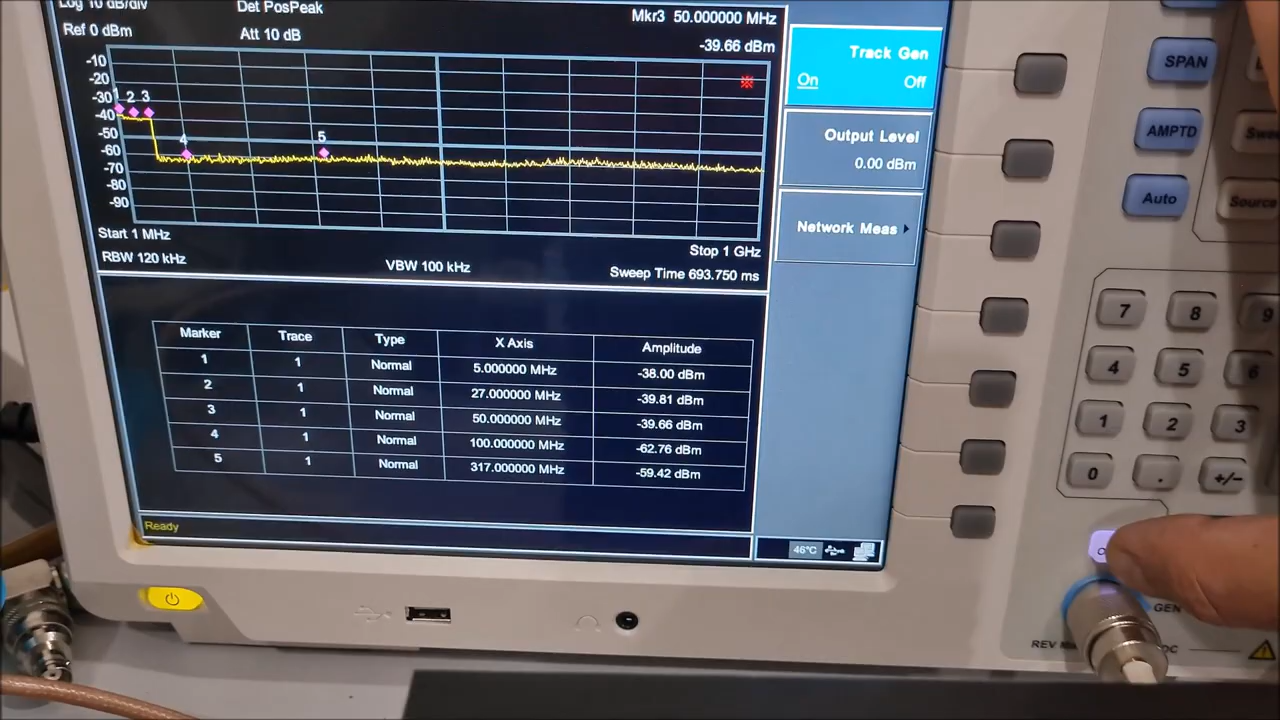 Log 10 dB/div
Det PosPeak
Mkr3 50.000000 MHz
Ref 0 dBm
Att 10 dB
-39.66 dBm
-10
-20
-30
-40
-50
-60
-70
-80
-90
1 2 3
4
5
Start 1 MHz
Stop 1 GHz
RBW 120 kHz
VBW 100 kHz
Sweep Time 693.750 ms
Track Gen
On Off
Output Level
0.00 dBm
Network Meas
Marker Trace Type X Axis Amplitude
1 1 Normal 5.000000 MHz -38.00 dBm
2 1 Normal 27.000000 MHz -39.81 dBm
3 1 Normal 50.000000 MHz -39.66 dBm
4 1 Normal 100.000000 MHz -62.76 dBm
5 1 Normal 317.000000 MHz -59.42 dBm
Ready
46°C
SPAN
AMPTD
Auto
Source
7 8 9
4 5 6
1 2 3
0 . +/-
GEN
REV
DC